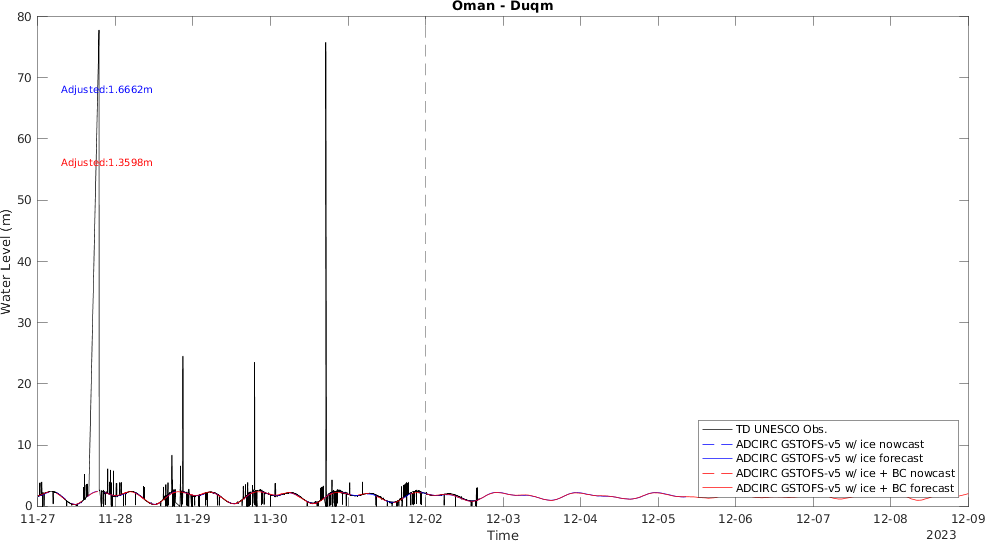 Oman - Duqm
80
70
60
50
40
30
20
10
0
Water Level (m)
Adjusted:1.6662m
Adjusted:1.3598m
TD UNESCO Obs.
ADCIRC GSTOFS-v5 w/ ice nowcast
ADCIRC GSTOFS-v5 w/ ice forecast
ADCIRC GSTOFS-v5 w/ ice + BC nowcast
ADCIRC GSTOFS-v5 w/ ice + BC forecast
11-27 11-28 11-29 11-30 12-01 12-02 12-03 12-04 12-05 12-06 12-07 12-08 12-09
Time
2023